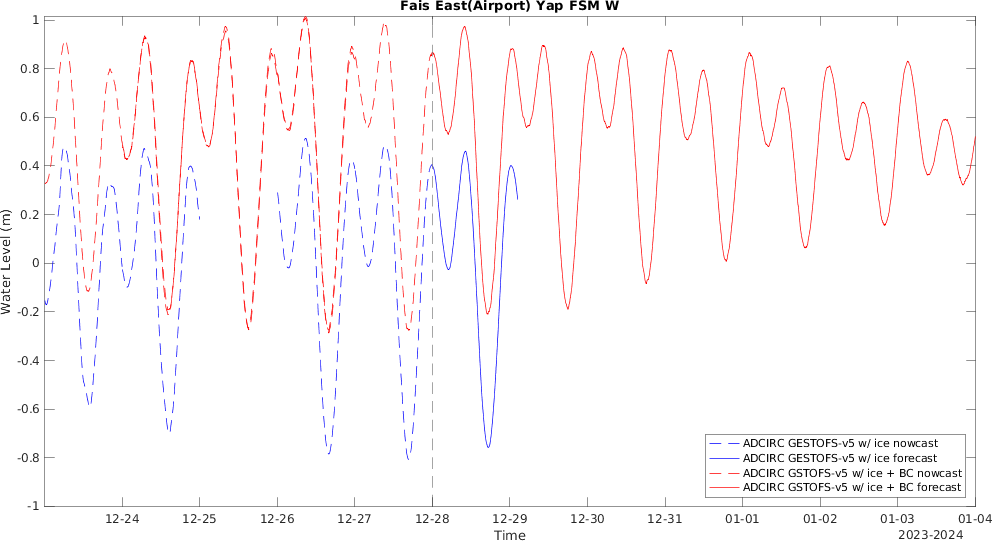 Fais East(Airport) Yap FSM W
1
0.8
0.6
0.4
0.2
0
-0.2
-0.4
-0.6
-0.8
-1
Water Level (m)
ADCIRC GESTOFS-v5 w/ ice nowcast
ADCIRC GESTOFS-v5 w/ ice forecast
ADCIRC GSTOFS-v5 w/ ice + BC nowcast
ADCIRC GSTOFS-v5 w/ ice + BC forecast
12-24 12-25 12-26 12-27 12-28 12-29 12-30 12-31 01-01 01-02 01-03 01-04
Time
2023-2024